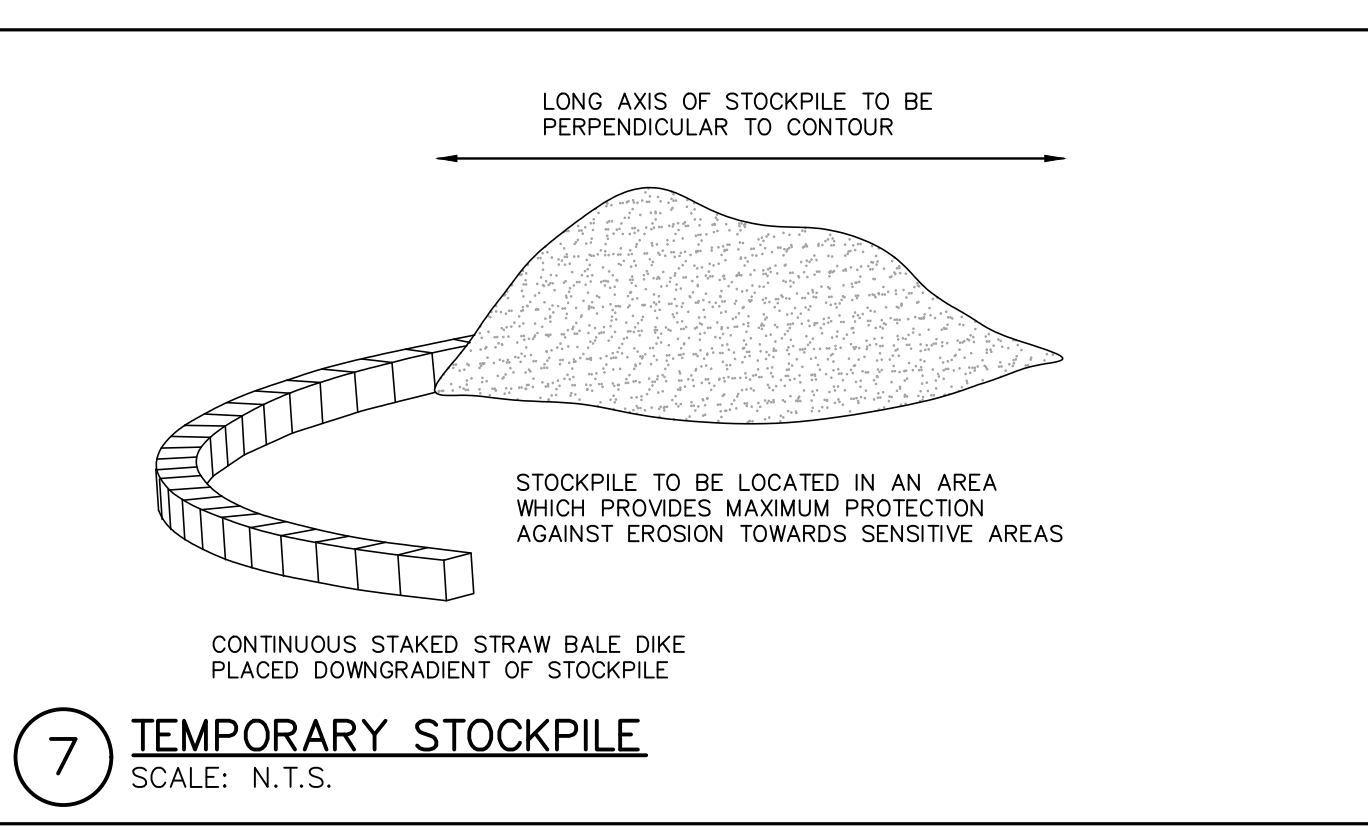 LONG AXIS OF STOCKPILE TO BE
PERPENDICULAR TO CONTOUR
STOCKPILE TO BE LOCATED IN AN AREA
WHICH PROVIDES MAXIMUM PROTECTION
AGAINST EROSION TOWARDS SENSITIVE AREAS
CONTINUOUS STAKED STRAW BALE DIKE
PLACED DOWNGRADIENT OF STOCKPILE
7
TEMPORARY STOCKPILE
SCALE: N.T.S.